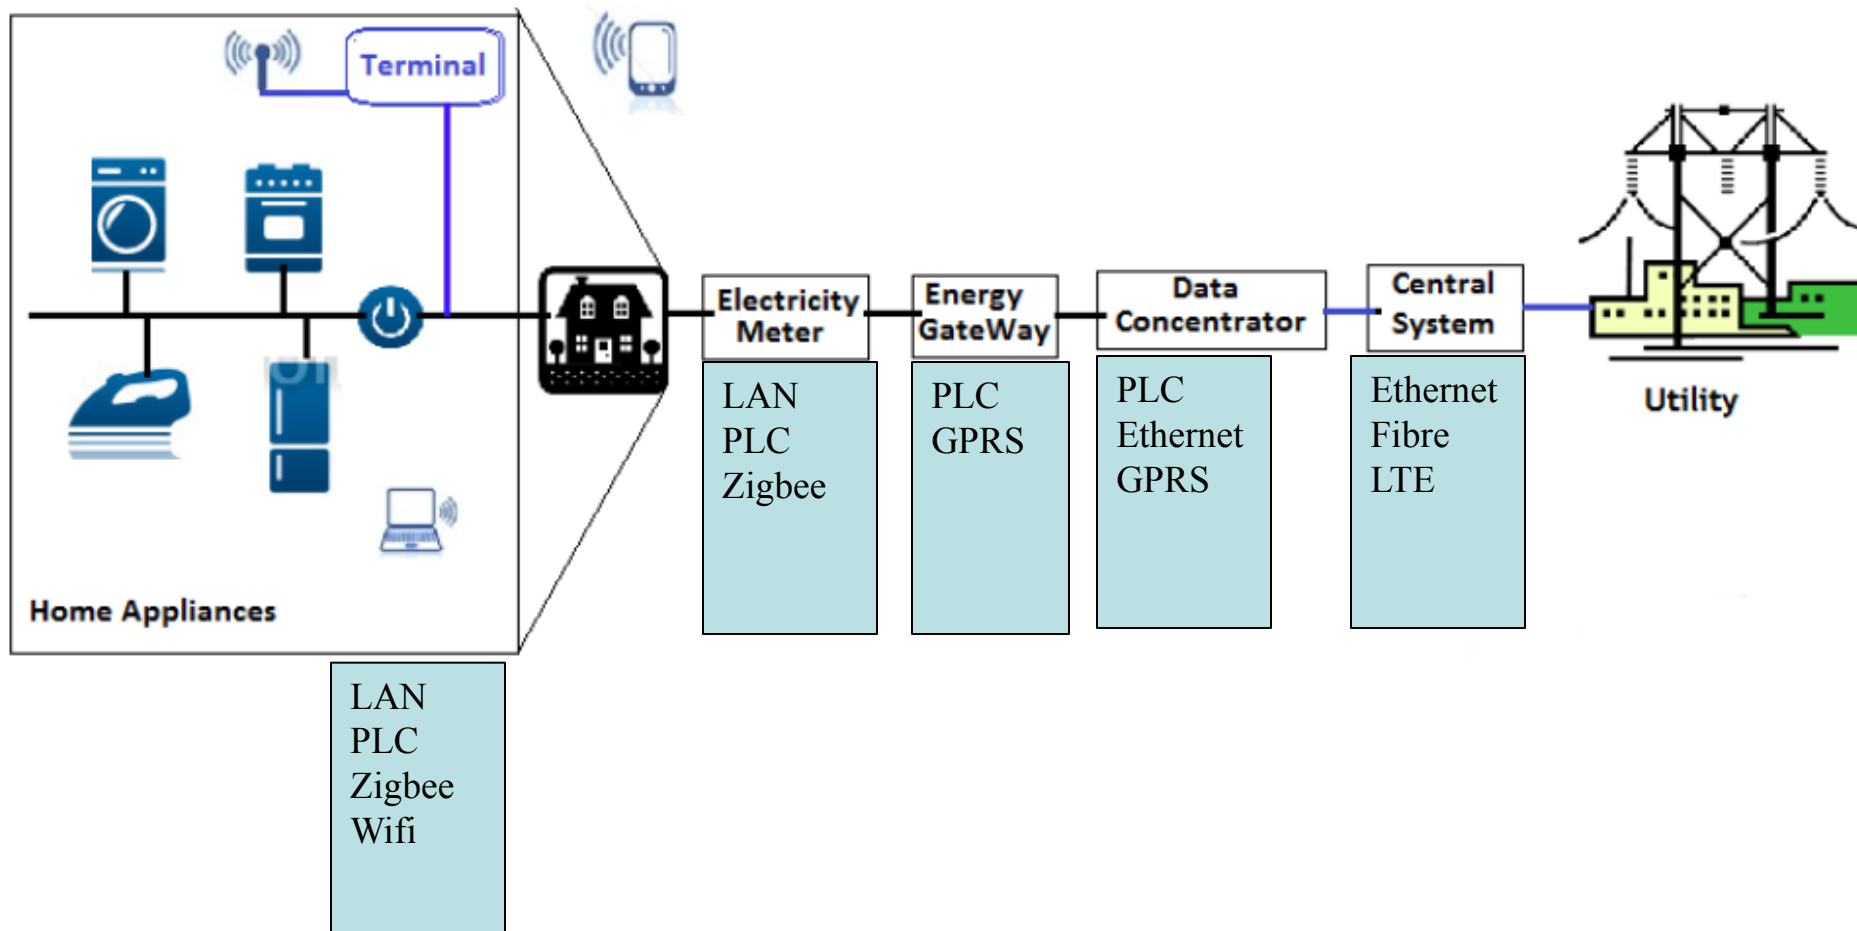 Terminal
Home Appliances
LAN
PLC
Zigbee
Wifi
Electricity
Meter
LAN
PLC
Zigbee
Energy
GateWay
PLC
GPRS
Data
Concentrator
PLC
Ethernet
GPRS
Central
System
Ethernet
Fibre
LTE
Utility